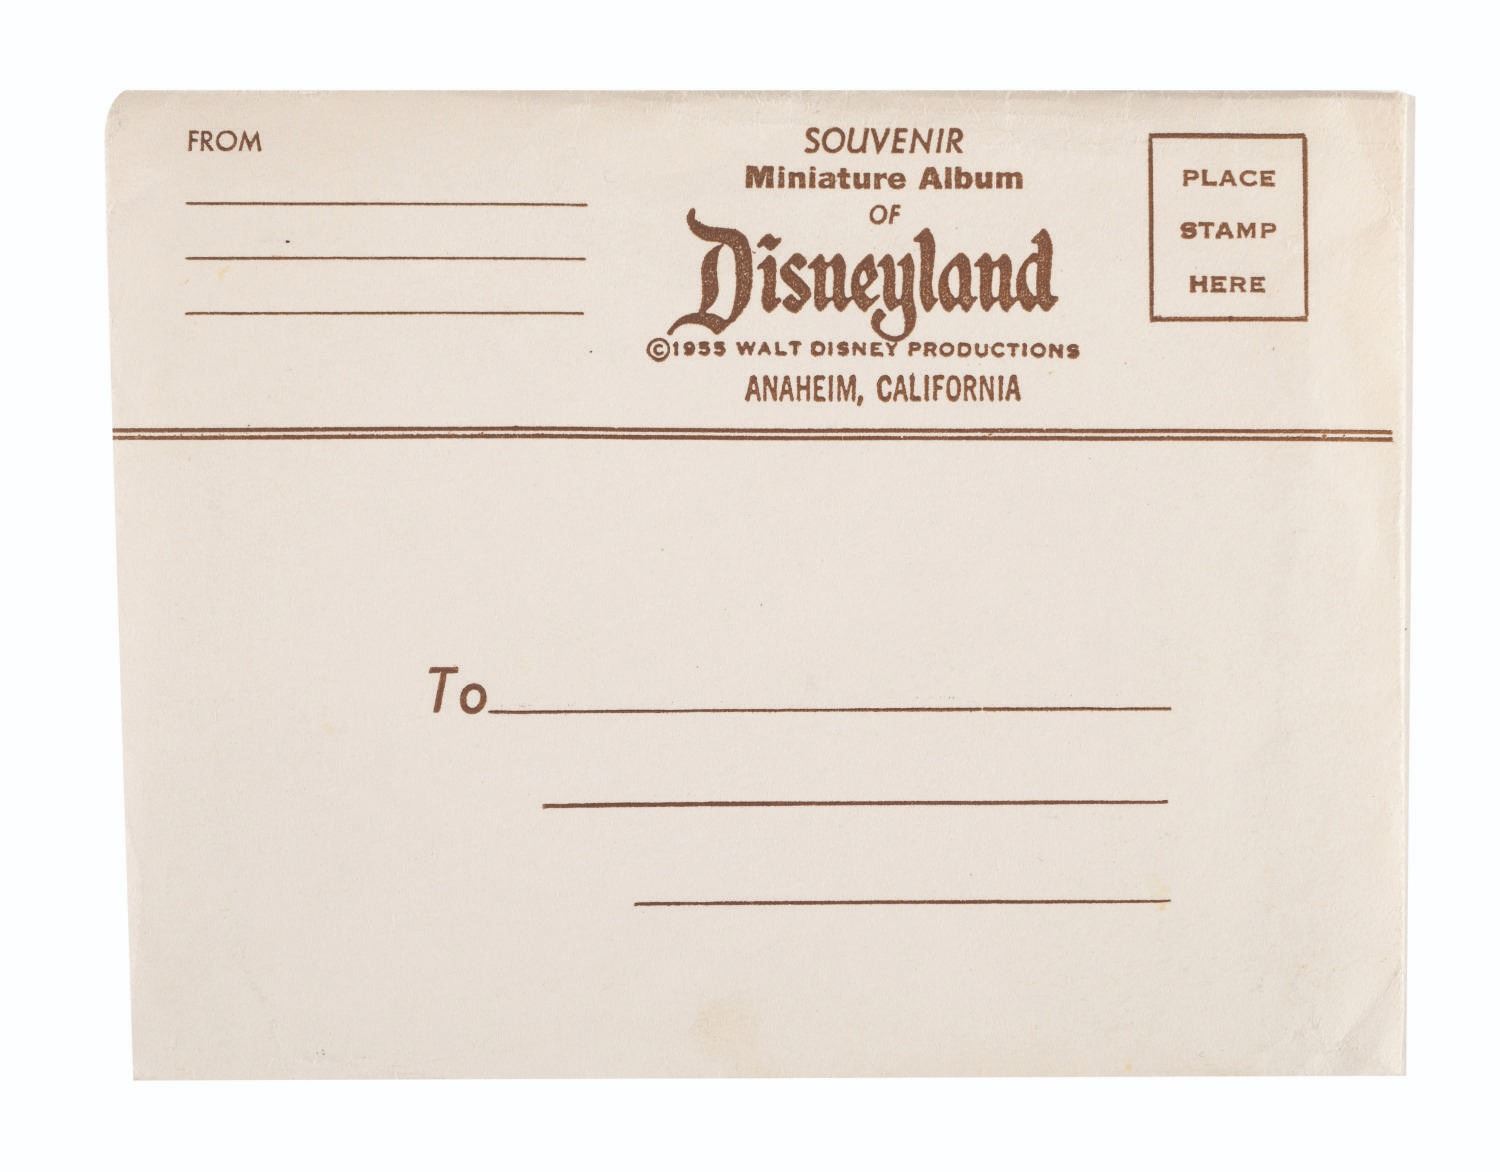 FROM
SOUVENIR
Miniature Album
OF
Disneyland
©1955 WALT DISNEY PRODUCTIONS
ANAHEIM, CALIFORNIA
PLACE
STAMP
HERE
To